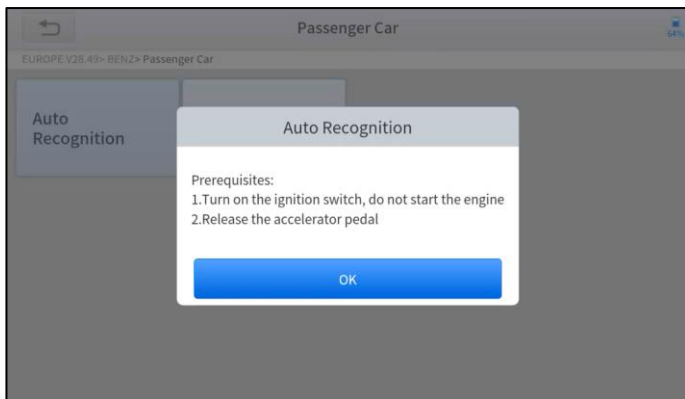 Passenger Car
64%
EUROPE V28.49> BENZ> Passenger Car
Auto
Recognition
Auto Recognition
Prerequisites:
1.Turn on the ignition switch, do not start the engine
2.Release the accelerator pedal
OK